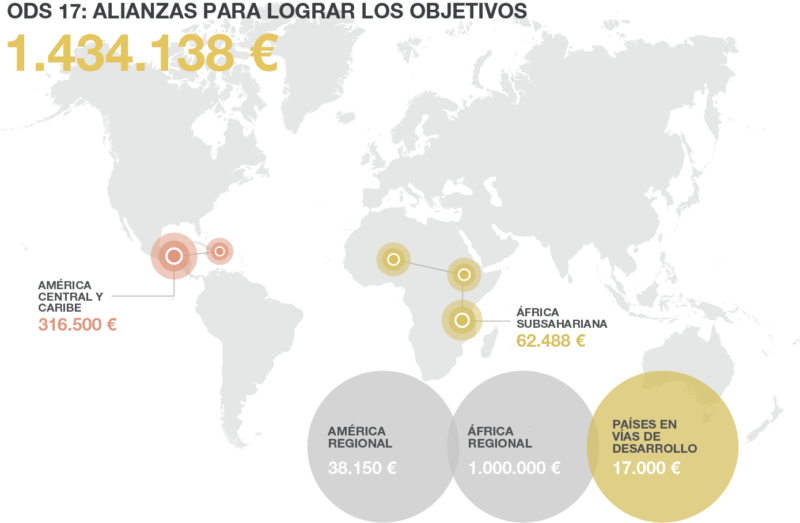 ODS 17: ALIANZAS PARA LOGRAR LOS OBJETIVOS
1.434.138 €
AMÉRICA
CENTRAL Y
CARIBE
316.500 €
ÁFRICA
SUBSAHARIANA
62.488 €
AMÉRICA
REGIONAL
38.150 €
ÁFRICA
REGIONAL
1.000.000 €
PAÍSES EN
VÍAS DE
DESARROLLO
17.000 €